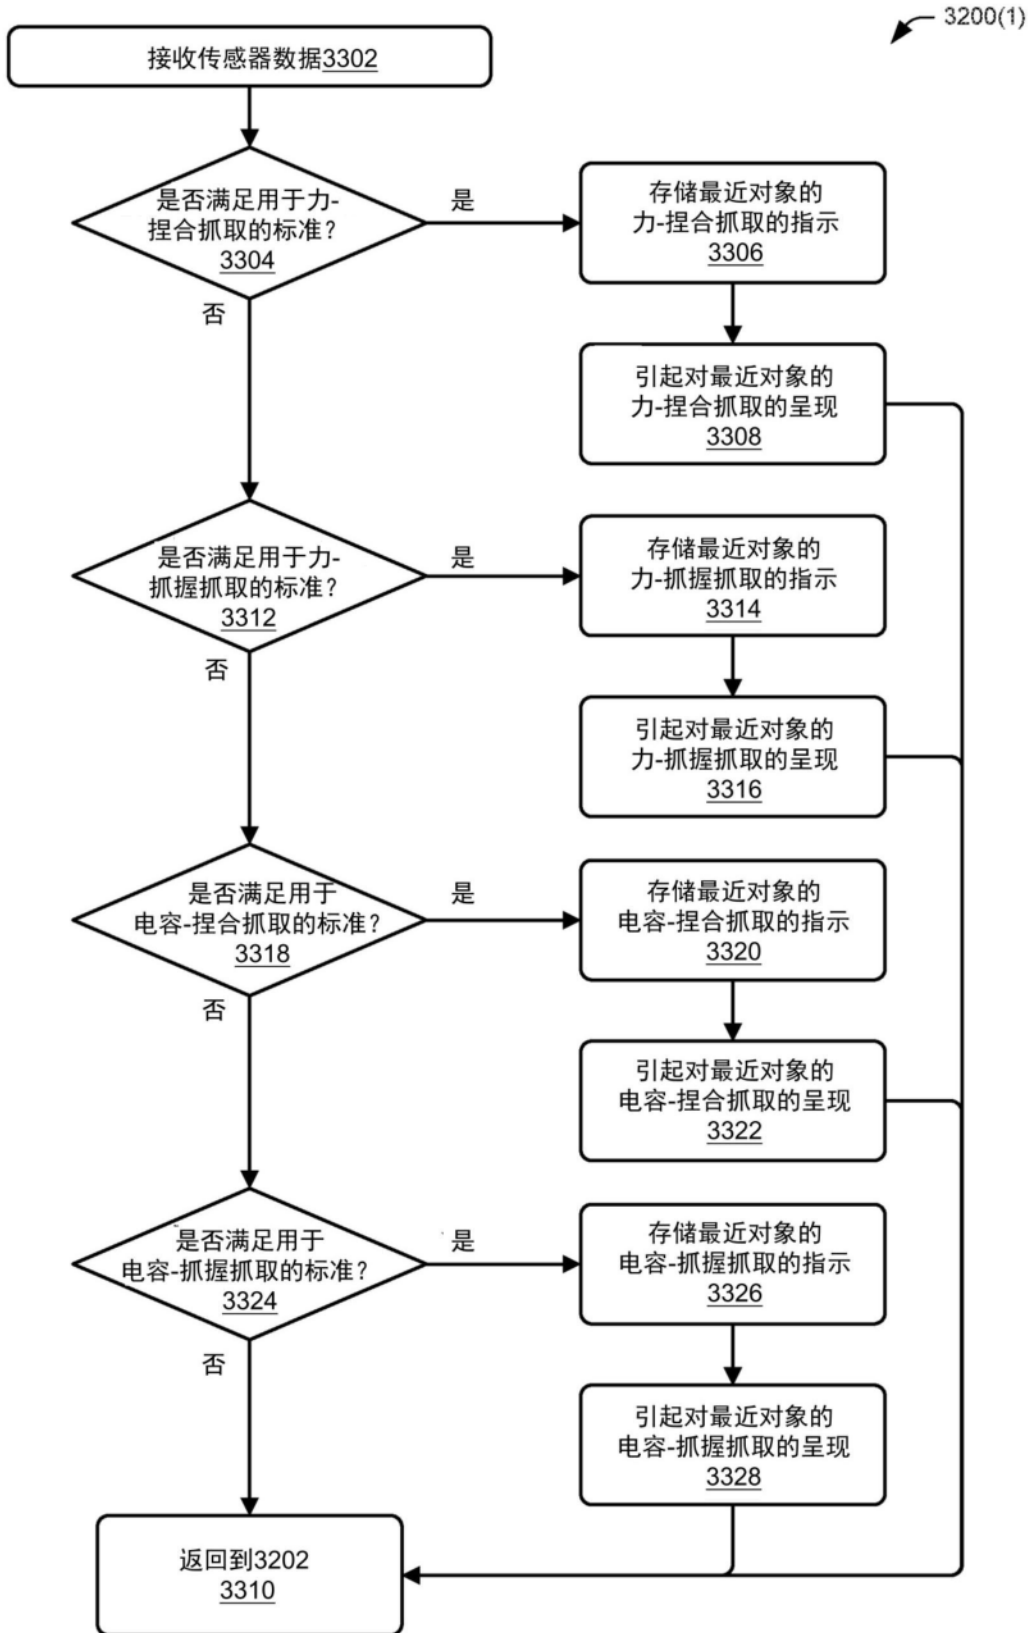 3200(1)
接收传感器数据3302
是否满足用于力-
捏合抓取的标准?
3304
是
存储最近对象的
力-捏合抓取的指示
3306
否
引起对最近对象的
力-捏合抓取的呈现
3308
是否满足用于力-
抓握抓取的标准?
3312
是
存储最近对象的
力-抓握抓取的指示
3314
否
引起对最近对象的
力-抓握抓取的呈现
3316
是否满足用于
电容-捏合抓取的标准?
3318
是
存储最近对象的
电容-捏合抓取的指示
3320
否
引起对最近对象的
电容-捏合抓取的呈现
3322
是否满足用于
电容-抓握抓取的标准?
3324
是
存储最近对象的
电容-抓握抓取的指示
3326
否
引起对最近对象的
电容-抓握抓取的呈现
3328
返回到3202
3310